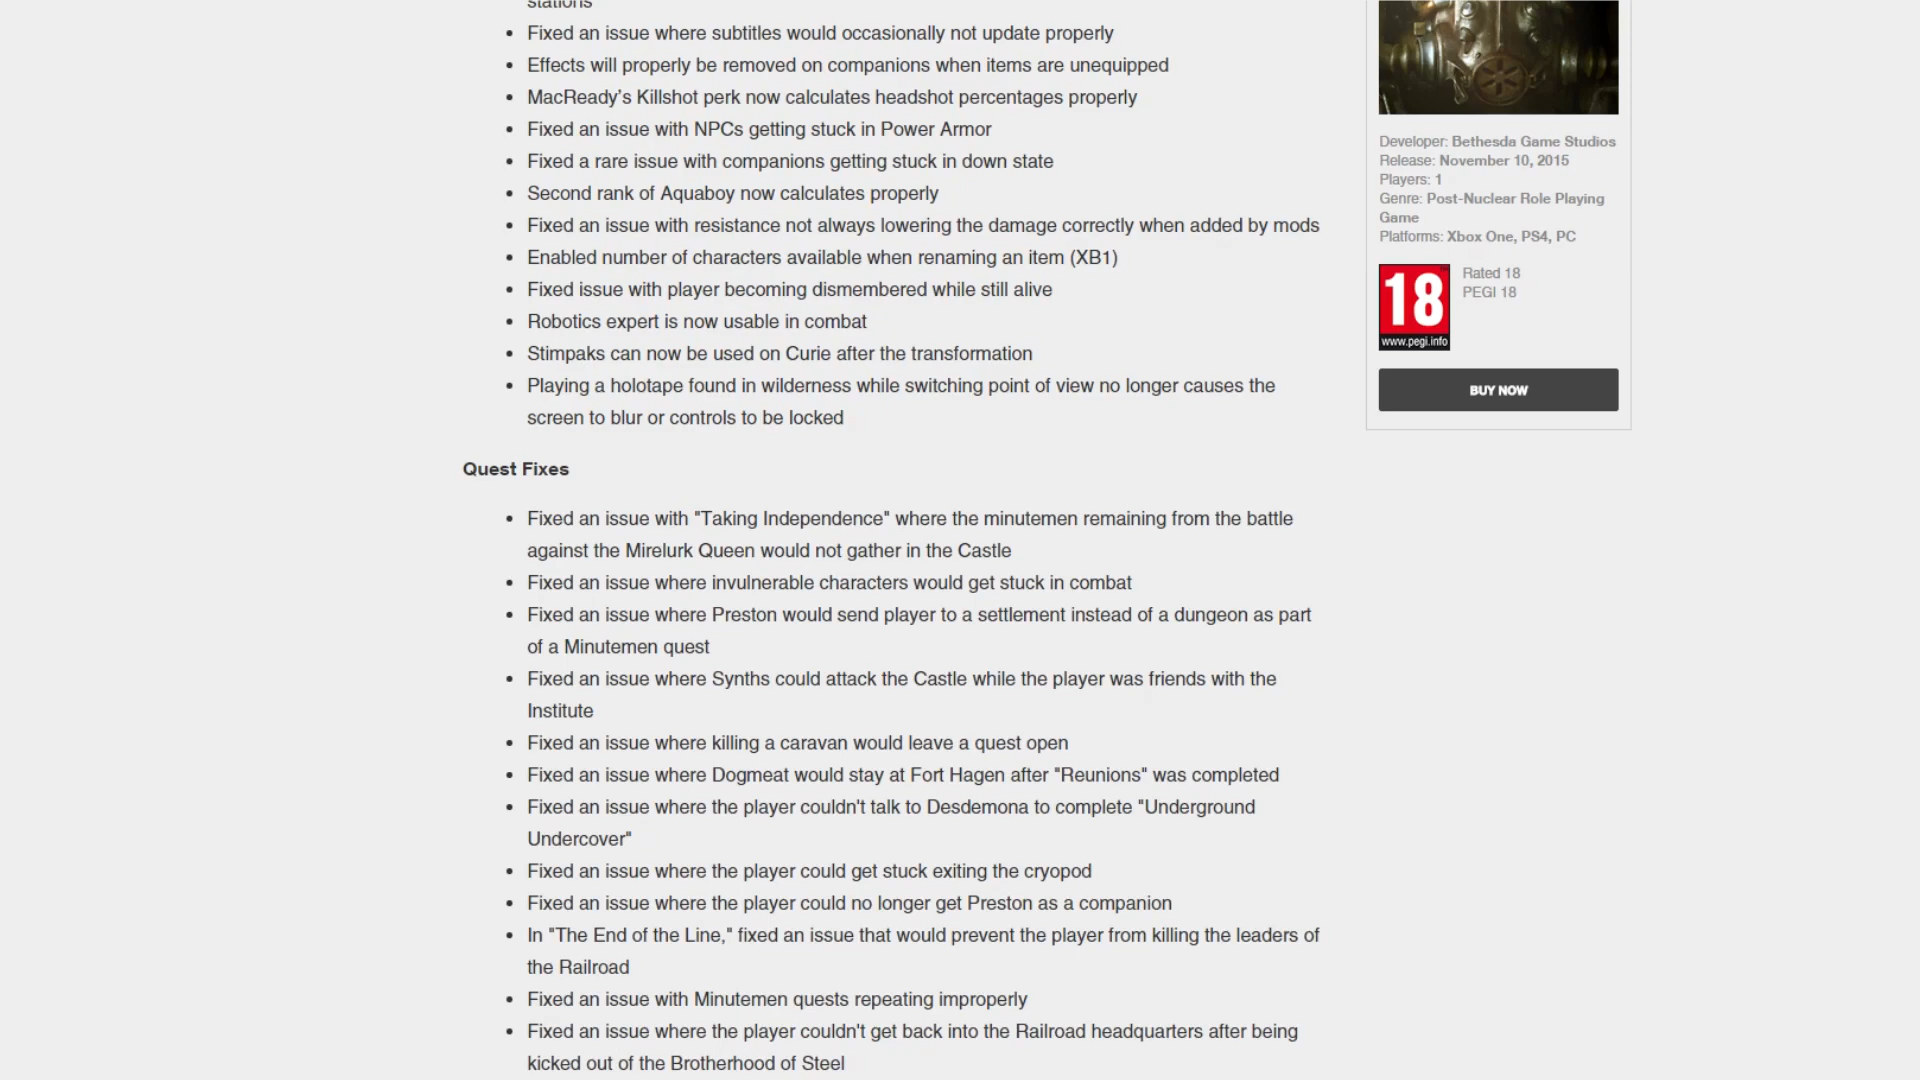 stations
Fixed an issue where subtitles would occasionally not update properly
Effects will properly be removed on companions when items are unequipped
MacReady’s Killshot perk now calculates headshot percentages properly
Fixed an issue with NPCs getting stuck in Power Armor
Fixed a rare issue with companions getting stuck in down state
Second rank of Aquaboy now calculates properly
Fixed an issue with resistance not always lowering the damage correctly when added by mods
Enabled number of characters available when renaming an item (XB1)
Fixed issue with player becoming dismembered while still alive
Robotics expert is now usable in combat
Stimpaks can now be used on Curie after the transformation
Playing a holotape found in wilderness while switching point of view no longer causes the
screen to blur or controls to be locked
Quest Fixes
Fixed an issue with "Taking Independence" where the minutemen remaining from the battle
against the Mirelurk Queen would not gather in the Castle
Fixed an issue where invulnerable characters would get stuck in combat
Fixed an issue where Preston would send player to a settlement instead of a dungeon as part
of a Minutemen quest
Fixed an issue where Synths could attack the Castle while the player was friends with the
Institute
Fixed an issue where killing a caravan would leave a quest open
Fixed an issue where Dogmeat would stay at Fort Hagen after "Reunions" was completed
Fixed an issue where the player couldn't talk to Desdemona to complete "Underground
Undercover"
Fixed an issue where the player could get stuck exiting the cryopod
Fixed an issue where the player could no longer get Preston as a companion
In "The End of the Line," fixed an issue that would prevent the player from killing the leaders of
the Railroad
Fixed an issue with Minutemen quests repeating improperly
Fixed an issue where the player couldn't get back into the Railroad headquarters after being
kicked out of the Brotherhood of Steel
Developer: Bethesda Game Studios
Release: November 10, 2015
Players: 1
Genre: Post-Nuclear Role Playing
Game
Platforms: Xbox One, PS4, PC
18
www.pegi.info
Rated 18
PEGI 18
BUY NOW